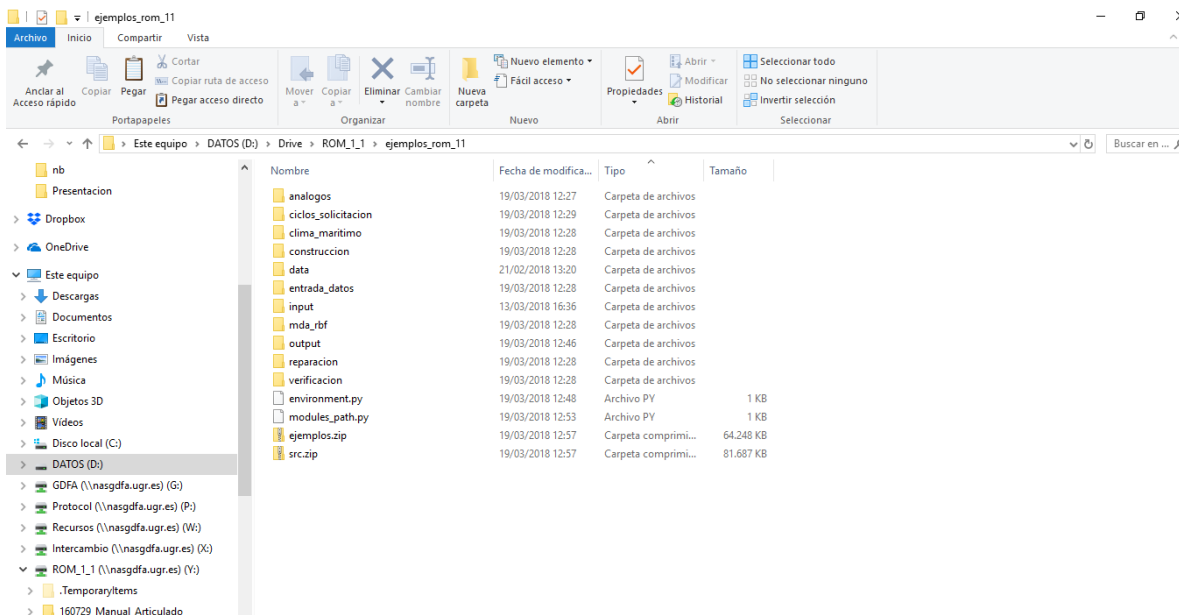 ejemplos_rom_11
Archivo Inicio Compartir Vista
Anclar al Acceso rápido
Copiar
Pegar
Cortar
Copiar ruta de acceso
Pegar acceso directo
Portapapeles
Mover a
Copiar a
Eliminar
Cambiar nombre
Organizar
Nueva carpeta
Nuevo elemento
Fácil acceso
Nuevo
Propiedades
Abrir
Modificar
Historial
Abrir
Seleccionar todo
No seleccionar ninguno
Invertir selección
Seleccionar
Este equipo > DATOS (D:) > Drive > ROM_1_1 > ejemplos_rom_11
Buscar en ...
nb
Presentacion
Dropbox
OneDrive
Este equipo
Descargas
Documentos
Escritorio
Imágenes
Música
Objetos 3D
Vídeos
Disco local (C:)
DATOS (D:)
GDFA (\\nasgdfa.ugr.es) (G:)
Protocol (\\nasgdfa.ugr.es) (P:)
Recursos (\\nasgdfa.ugr.es) (W:)
Intercambio (\\nasgdfa.ugr.es) (X:)
ROM_1_1 (\\nasgdfa.ugr.es) (Y:)
.TemporaryItems
160729_Manual_Articulado
Nombre Fecha de modifica... Tipo Tamaño
analogos 19/03/2018 12:27 Carpeta de archivos
ciclos_solicitacion 19/03/2018 12:29 Carpeta de archivos
clima_maritimo 19/03/2018 12:28 Carpeta de archivos
construccion 19/03/2018 12:28 Carpeta de archivos
data 21/02/2018 13:20 Carpeta de archivos
entrada_datos 19/03/2018 12:28 Carpeta de archivos
input 13/03/2018 16:36 Carpeta de archivos
mda_rbf 19/03/2018 12:28 Carpeta de archivos
output 19/03/2018 12:46 Carpeta de archivos
reparacion 19/03/2018 12:28 Carpeta de archivos
verificacion 19/03/2018 12:28 Carpeta de archivos
environment.py 19/03/2018 12:48 Archivo PY 1 KB
modules_path.py 19/03/2018 12:53 Archivo PY 1 KB
ejemplos.zip 19/03/2018 12:57 Carpeta comprimi... 64.248 KB
src.zip 19/03/2018 12:57 Carpeta comprimi... 81.687 KB